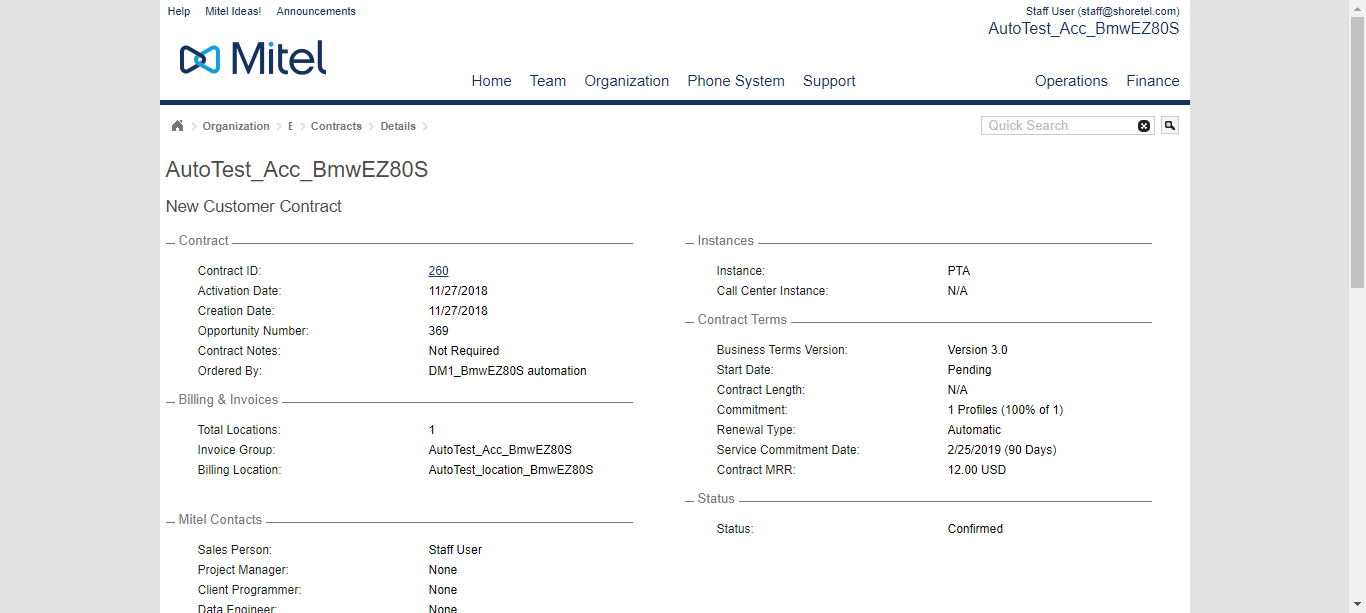 Help Mitel Ideas! Announcements
Staff User (staff@shoretel.com)
AutoTest_Acc_BmwEZ80S
Mitel
Home Team Organization Phone System Support Operations Finance
Organization E Contracts Details
Quick Search
AutoTest_Acc_BmwEZ80S
New Customer Contract
Contract
Contract ID: 260
Activation Date: 11/27/2018
Creation Date: 11/27/2018
Opportunity Number: 369
Contract Notes: Not Required
Ordered By: DM1_BmwEZ80S automation
Billing & Invoices
Total Locations: 1
Invoice Group: AutoTest_Acc_BmwEZ80S
Billing Location: AutoTest_location_BmwEZ80S
Mitel Contacts
Sales Person: Staff User
Project Manager: None
Client Programmer: None
Data Engineer: None
Instances
Instance: PTA
Call Center Instance: N/A
Contract Terms
Business Terms Version: Version 3.0
Start Date: Pending
Contract Length: N/A
Commitment: 1 Profiles (100% of 1)
Renewal Type: Automatic
Service Commitment Date: 2/25/2019 (90 Days)
Contract MRR: 12.00 USD
Status
Status: Confirmed